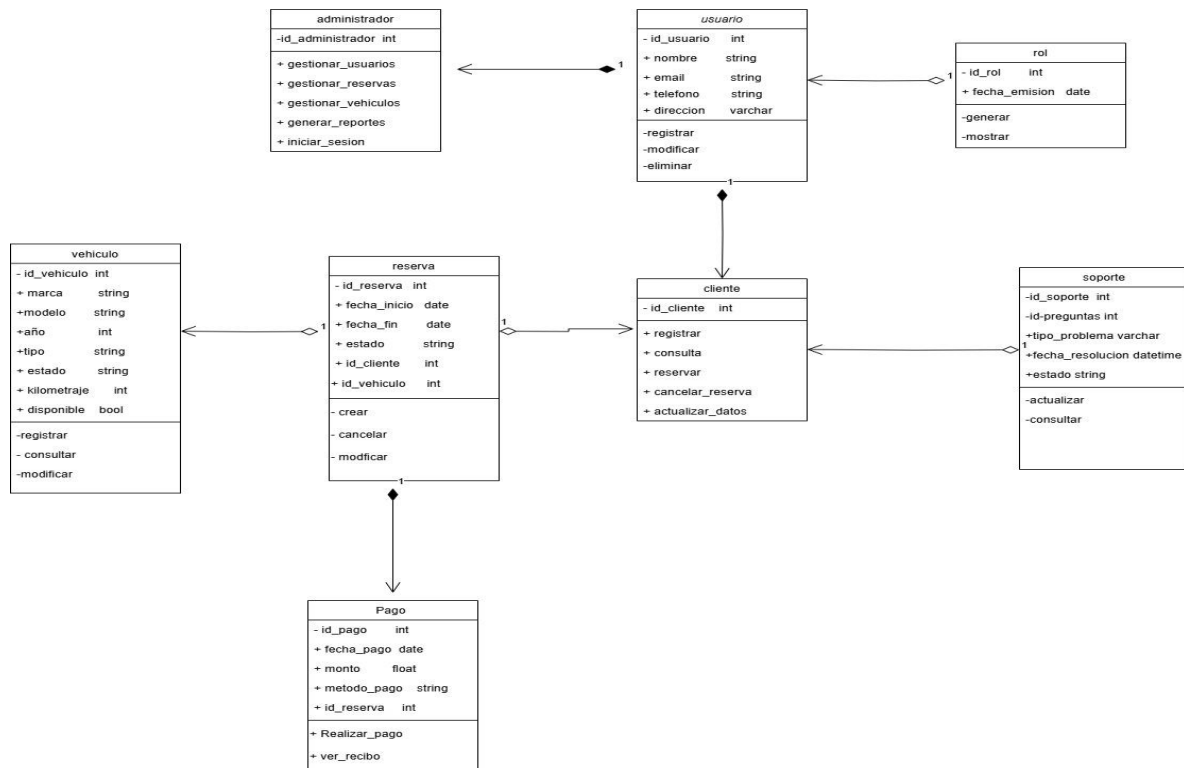 administrador
-id_administrador int
+ gestionar_usuarios
+ gestionar_reservas
+ gestionar_vehiculos
+ generar_reportes
+ iniciar_sesion
1
usuario
- id_usuario int
+ nombre string
+ email string
+ telefono string
+ direccion varchar
-registrar
-modificar
-eliminar
1
1
rol
- id_rol int
+ fecha_emision date
-generar
-mostrar
vehiculo
- id_vehiculo int
+ marca string
+modelo string
+año int
+tipo string
+ estado string
+ kilometraje int
+ disponible bool
-registrar
- consultar
-modificar
1
reserva
- id_reserva int
+ fecha_inicio date
+ fecha_fin date
+ estado string
+ id_cliente int
+ id_vehiculo int
- crear
- cancelar
- modficar
1
1
cliente
- id_cliente int
+ registrar
+ consulta
+ reservar
+ cancelar_reserva
+ actualizar_datos
soporte
-id_soporte int
-id-preguntas int
+tipo_problema varchar
+fecha_resolucion datetime
+estado string
-actualizar
-consultar
1
Pago
- id_pago int
+ fecha_pago date
+ monto float
+ metodo_pago string
+ id_reserva int
+ Realizar_pago
+ ver_recibo